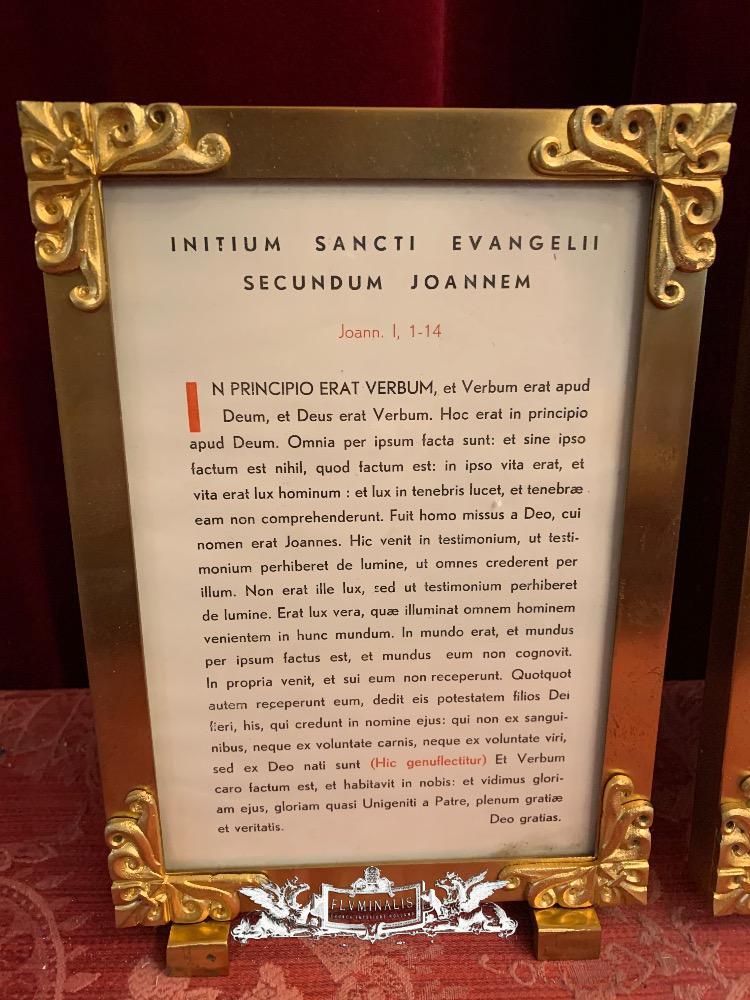 INITIUM SANCTI EVANGELII
SECUNDUM JOANNEM
Joann. I, 1-14
IN PRINCIPIO ERAT VERBUM, et Verbum erat apud
Deum, et Deus erat Verbum. Hoc erat in principio
apud Deum. Omnia per ipsum facta sunt: et sine ipso
factum est nihil, quod factum est: in ipso vita erat, et
vita erat lux hominum : et lux in tenebris lucet, et tenebræ
eam non comprehenderunt. Fuit homo missus a Deo, cui
nomen erat Joannes. Hic venit in testimonium, ut testi-
monium perhiberet de lumine, ut omnes crederent per
illum. Non erat ille lux, sed ut testimonium perhiberet
de lumine. Erat lux vera, quæ illuminat omnem hominem
venientem in hunc mundum. In mundo erat, et mundus
per ipsum factus est, et mundus eum non cognovit.
In propria venit, et sui eum non receperunt. Quotquot
autem receperunt eum, dedit eis potestatem filios Dei
fieri, his, qui credunt in nomine ejus: qui non ex sangui-
nibus, neque ex voluntate carnis, neque ex voluntate viri,
sed ex Deo nati sunt (Hic genuflectitur) Et Verbum
caro factum est, et habitavit in nobis: et vidimus glori-
am ejus, gloriam quasi Unigeniti a Patre, plenum gratiæ
et veritatis. Deo gratias.
FLVMINALIS
CHURCH INTERIORS HOLLAND